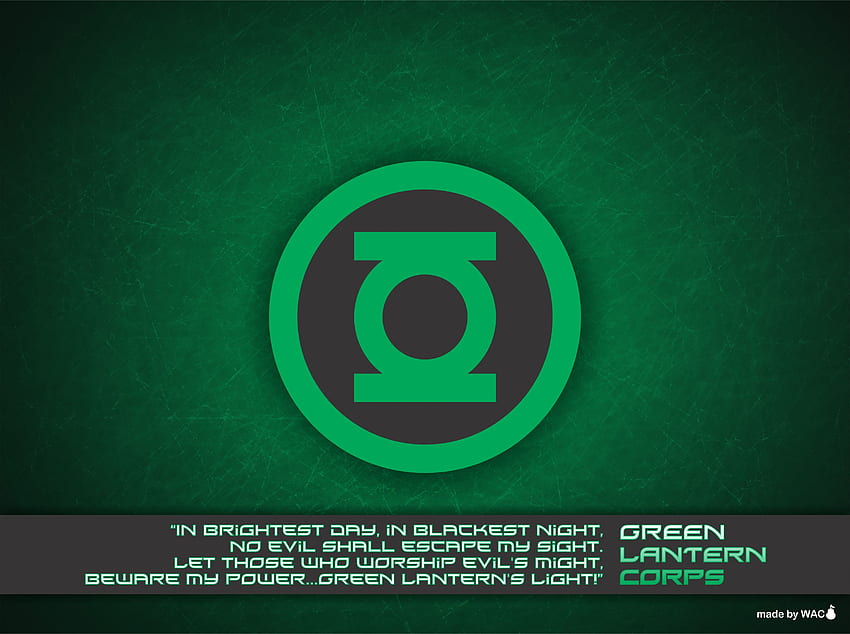 “IN BRIGHTEST DAY, IN BLACKEST NIGHT,
NO EVIL SHALL ESCAPE MY SIGHT.
LET THOSE WHO WORSHIP EVIL'S MIGHT,
BEWARE MY POWER...GREEN LANTERN'S LIGHT!”
GREEN
LANTERN
CORPS
made by WAC